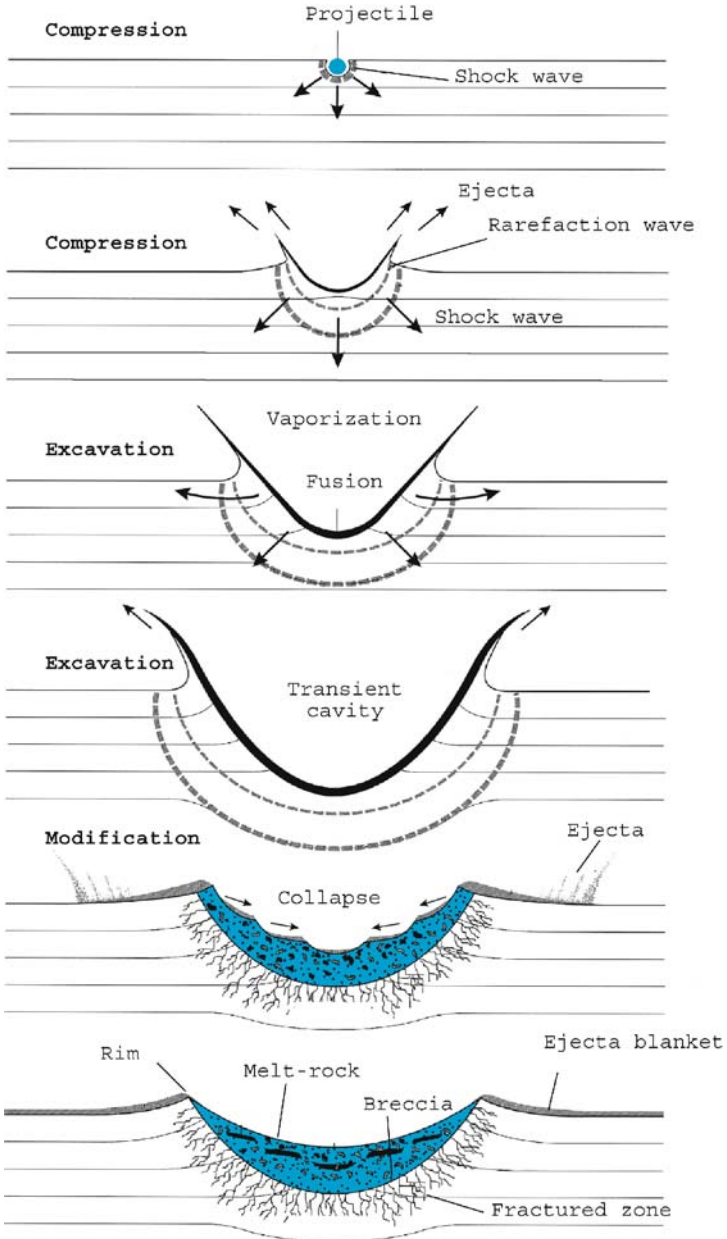 Projectile
Compression
Shock wave
Ejecta
Rarefaction wave
Compression
Shock wave
Vaporization
Excavation
Fusion
Excavation
Transient
cavity
Modification
Ejecta
Collapse
Rim
Ejecta blanket
Melt-rock
Breccia
Fractured zone